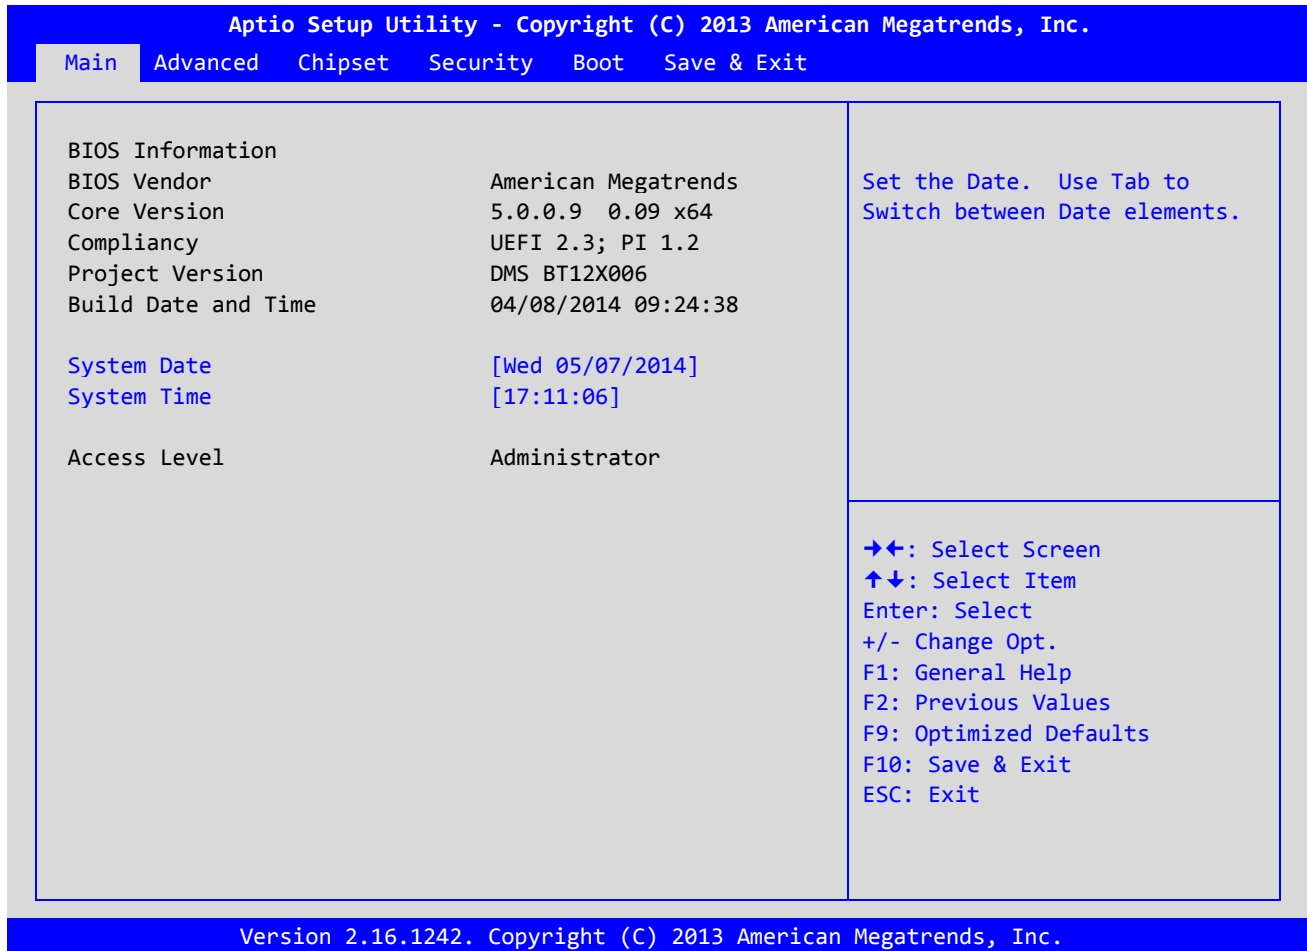 Aptio Setup Utility - Copyright (C) 2013 American Megatrends, Inc.
Main Advanced Chipset Security Boot Save & Exit
BIOS Information
BIOS Vendor American Megatrends
Core Version 5.0.0.9 0.09 x64
Compliancy UEFI 2.3; PI 1.2
Project Version DMS BT12X006
Build Date and Time 04/08/2014 09:24:38
System Date [Wed 05/07/2014]
System Time [17:11:06]
Access Level Administrator
Set the Date. Use Tab to
Switch between Date elements.
→←: Select Screen
↑↓: Select Item
Enter: Select
+/- Change Opt.
F1: General Help
F2: Previous Values
F9: Optimized Defaults
F10: Save & Exit
ESC: Exit
Version 2.16.1242. Copyright (C) 2013 American Megatrends, Inc.